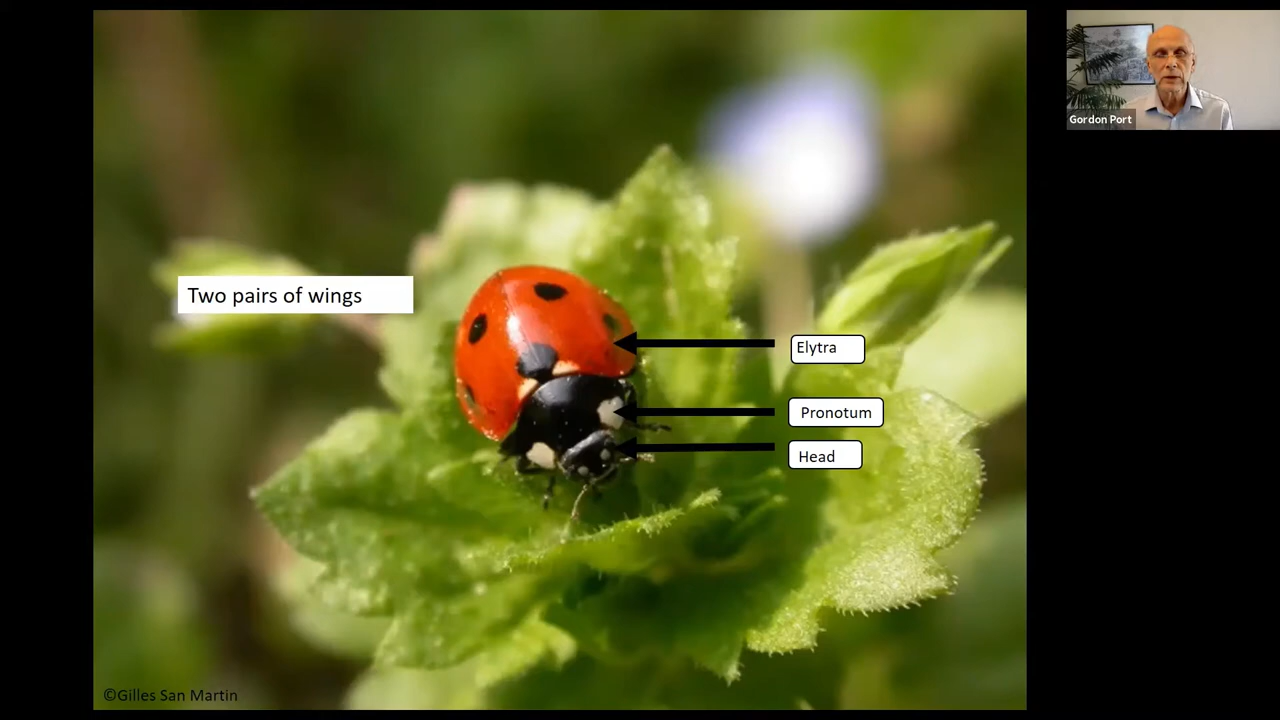 Gordon Port
Two pairs of wings
Elytra
Pronotum
Head
©Gilles San Martin